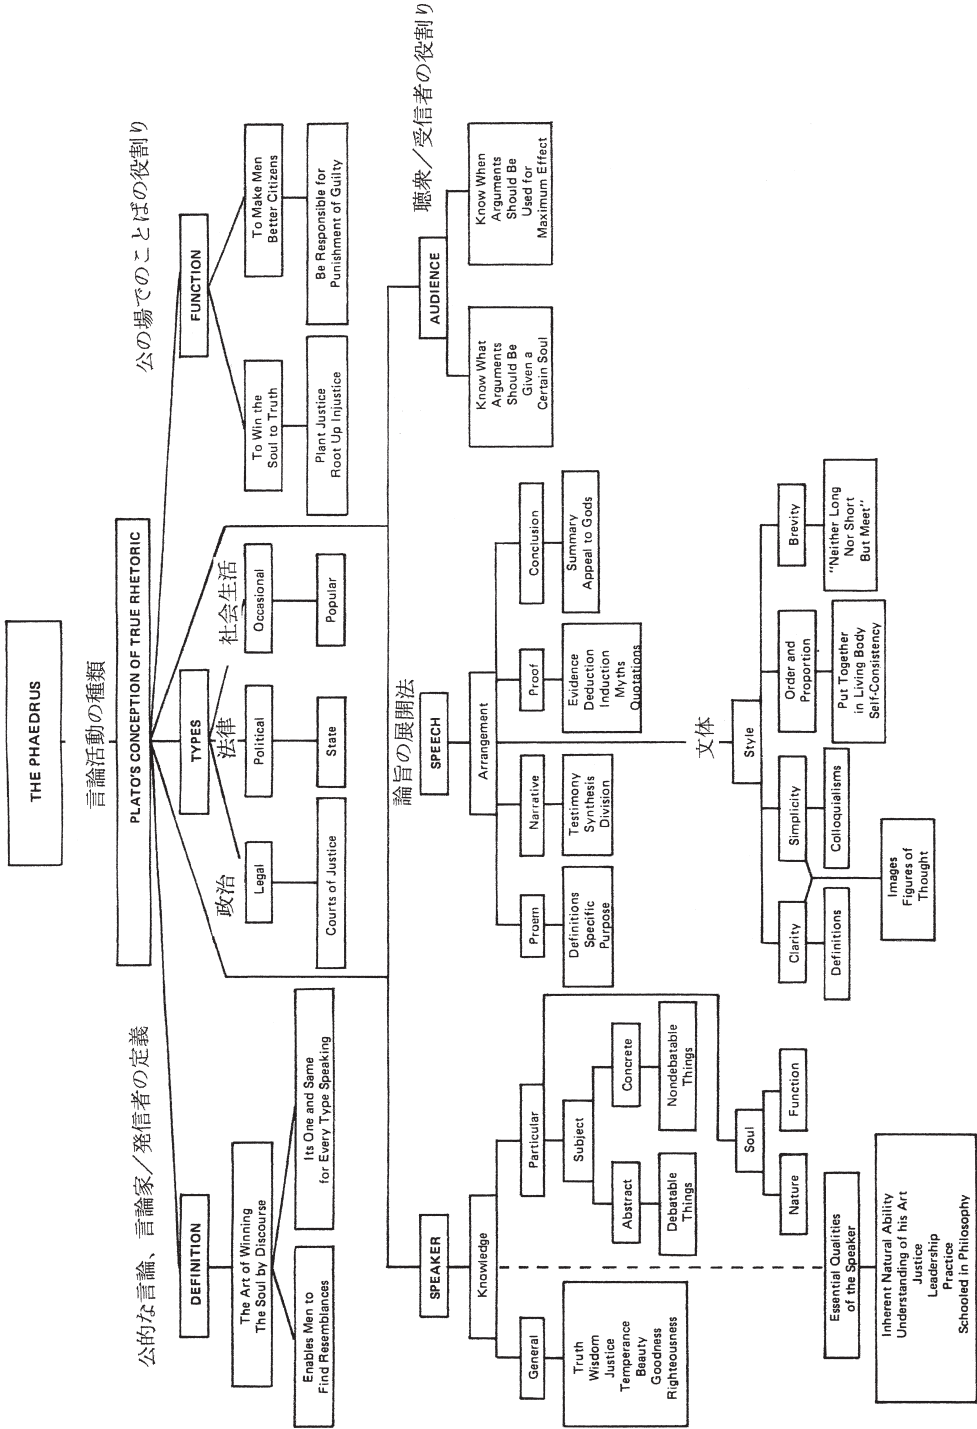 THE PHAEDRUS
言論活動の種類
PLATO'S CONCEPTION OF TRUE RHETORIC
公的な言論、言論家/発信者の定義
DEFINITION
The Art of Winning
The Soul by Discourse
Enables Men to
Find Resemblances
Its One and Same
for Every Type Speaking
TYPES
政治
法律
社会生活
Legal
Political
Occasional
Courts of Justice
State
Popular
公の場でのことばの役割り
FUNCTION
To Win the
Soul to Truth
To Make Men
Better Citizens
Plant Justice
Root Up Injustice
Be Responsible for
Punishment of Guilty
SPEAKER
Knowledge
General
Particular
Truth
Wisdom
Justice
Temperance
Beauty
Goodness
Righteousness
Subject
Abstract
Concrete
Debatable
Things
Nondebatable
Things
Soul
Nature
Function
Essential Qualities
of the Speaker
Inherent Natural Ability
Understanding of his Art
Justice
Leadership
Practice
Schooled in Philosophy
論旨の展開法
SPEECH
Arrangement
Proem
Narrative
Proof
Conclusion
Definitions
Specific
Purpose
Testimony
Synthesis
Division
Evidence
Deduction
Induction
Myths
Quotations
Summary
Appeal to Gods
文体
Style
Clarity
Simplicity
Order and
Proportion
Brevity
Definitions
Colloquialisms
Put Together
in Living Body
Self-Consistency
"Neither Long
Nor Short
But Meet"
Images
Figures of
Thought
聴衆/受信者の役割り
AUDIENCE
Know What
Arguments
Should Be
Given a
Certain Soul
Know When
Arguments
Should Be
Used for
Maximum Effect